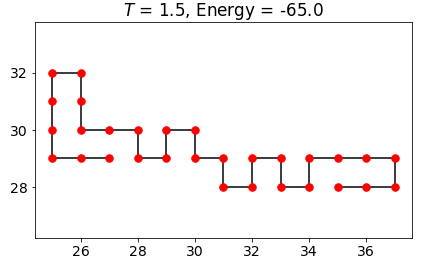 T = 1.5, Energy = -65.0
32
30
28
26 28 30 32 34 36